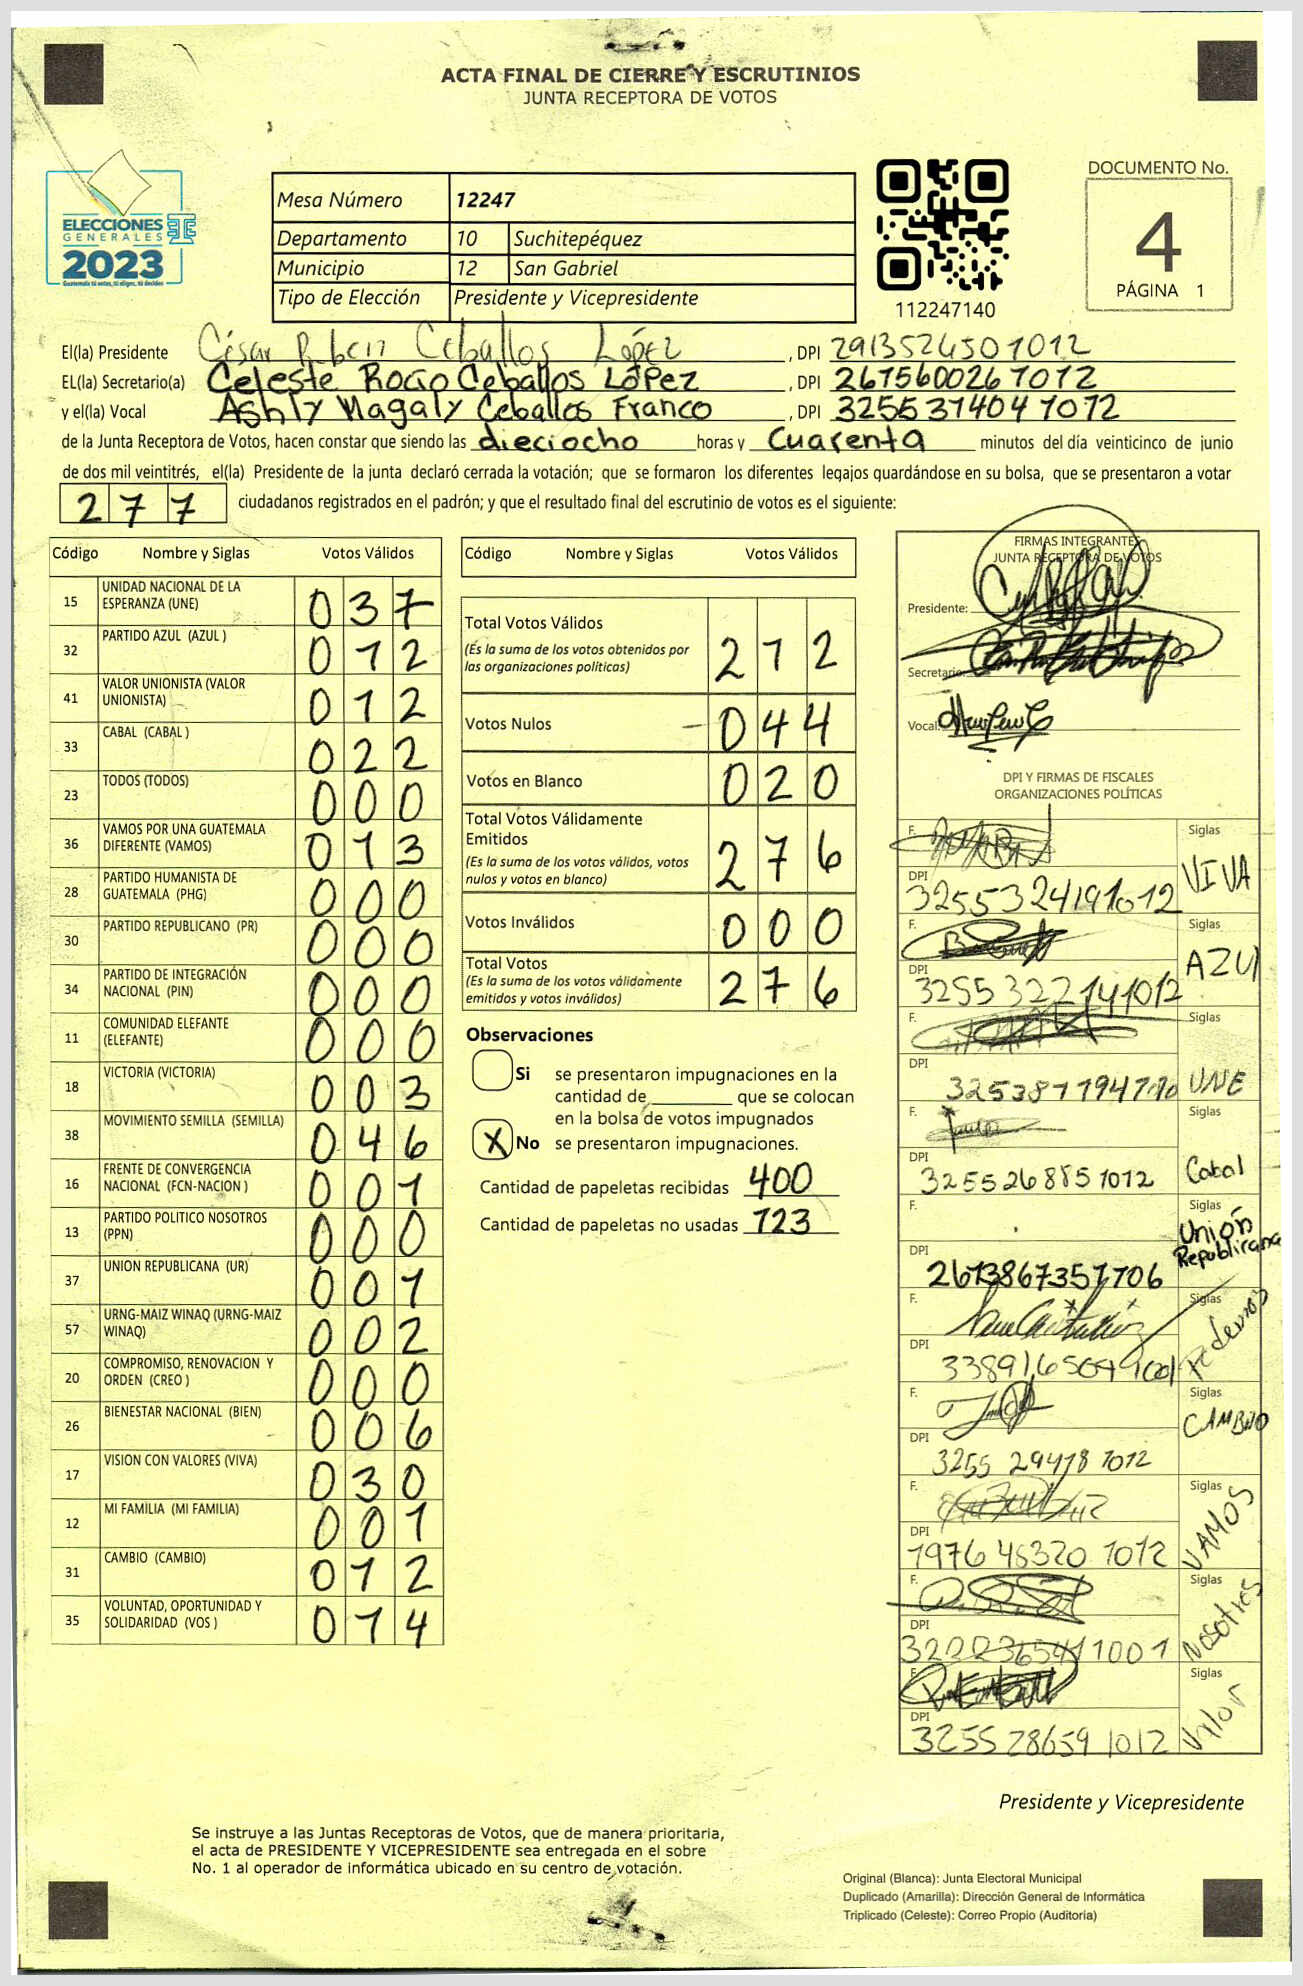 ACTA FINAL DE CIERRE Y ESCRUTINIOS
JUNTA RECEPTORA DE VOTOS
ELECCIONES
GENERALES
2023
Guatemala tú votas, tú eliges, tú decides
Mesa Número 12247
Departamento 10 Suchitepéquez
Municipio 12 San Gabriel
Tipo de Elección Presidente y Vicepresidente
112247140
DOCUMENTO No.
4
PÁGINA 1
El(la) Presidente César Ruben Ceballos López , DPI 2913524501012
EL(la) Secretario(a) Celeste Rocio Ceballos López , DPI 2675600267012
y el(la) Vocal Ashly Magaly Ceballos Franco , DPI 3255374041012
de la Junta Receptora de Votos, hacen constar que siendo las dieciocho horas y Cuarenta minutos del día veinticinco de junio
de dos mil veintitrés, el(la) Presidente de la junta declaró cerrada la votación; que se formaron los diferentes legajos guardándose en su bolsa, que se presentaron a votar
277 ciudadanos registrados en el padrón; y que el resultado final del escrutinio de votos es el siguiente:
Código Nombre y Siglas Votos Válidos
15 UNIDAD NACIONAL DE LA ESPERANZA (UNE) 037
32 PARTIDO AZUL (AZUL ) 012
41 VALOR UNIONISTA (VALOR UNIONISTA) 012
33 CABAL (CABAL ) 022
23 TODOS (TODOS) 000
36 VAMOS POR UNA GUATEMALA DIFERENTE (VAMOS) 013
28 PARTIDO HUMANISTA DE GUATEMALA (PHG) 000
30 PARTIDO REPUBLICANO (PR) 000
34 PARTIDO DE INTEGRACIÓN NACIONAL (PIN) 000
11 COMUNIDAD ELEFANTE (ELEFANTE) 000
18 VICTORIA (VICTORIA) 003
38 MOVIMIENTO SEMILLA (SEMILLA) 046
16 FRENTE DE CONVERGENCIA NACIONAL (FCN-NACION ) 001
13 PARTIDO POLITICO NOSOTROS (PPN) 000
37 UNION REPUBLICANA (UR) 001
57 URNG-MAIZ WINAQ (URNG-MAIZ WINAQ) 002
20 COMPROMISO, RENOVACION Y ORDEN (CREO ) 000
26 BIENESTAR NACIONAL (BIEN) 006
17 VISION CON VALORES (VIVA) 030
12 MI FAMILIA (MI FAMILIA) 001
31 CAMBIO (CAMBIO) 012
35 VOLUNTAD, OPORTUNIDAD Y SOLIDARIDAD (VOS ) 014
Código Nombre y Siglas Votos Válidos
Total Votos Válidos 212
(Es la suma de los votos obtenidos por
las organizaciones políticas)
Votos Nulos 044
Votos en Blanco 020
Total Votos Válidamente
Emitidos 276
(Es la suma de los votos válidos, votos
nulos y votos en blanco)
Votos Inválidos 000
Total Votos 276
(Es la suma de los votos válidamente
emitidos y votos inválidos)
Observaciones
Si se presentaron impugnaciones en la
cantidad de ________ que se colocan
en la bolsa de votos impugnados
X No se presentaron impugnaciones.
Cantidad de papeletas recibidas 400
Cantidad de papeletas no usadas 123
FIRMAS INTEGRANTES
JUNTA RECEPTORA DE VOTOS
Presidente:
Secretario:
Vocal:
DPI Y FIRMAS DE FISCALES
ORGANIZACIONES POLÍTICAS
F. Siglas VIVA
DPI 3255324191012
F. Siglas AZUL
DPI 3255322141012
F. Siglas UNE
DPI
F. Siglas Cabal
DPI 3255268851012
F. Siglas Unión Republicana
DPI 2613867351706
F. Siglas Podemos
DPI
F. Siglas CAMBIO
DPI 3255 29478 1012
F. Siglas VAMOS
DPI 1976 45320 1012
F. Siglas Nosotros
DPI
F. Siglas Valor
DPI 3255 28659 1012
Presidente y Vicepresidente
Se instruye a las Juntas Receptoras de Votos, que de manera prioritaria,
el acta de PRESIDENTE Y VICEPRESIDENTE sea entregada en el sobre
No. 1 al operador de informática ubicado en su centro de votación.
Original (Blanca): Junta Electoral Municipal
Duplicado (Amarilla): Dirección General de Informática
Triplicado (Celeste): Correo Propio (Auditoria)